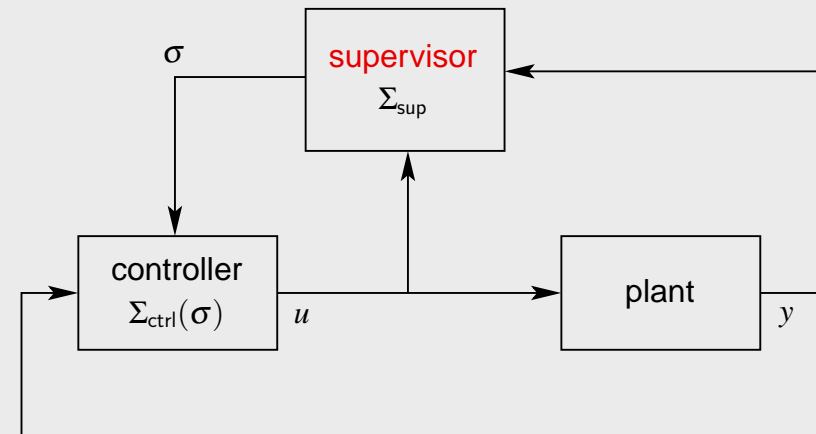 σ
supervisor
Σsup
controller
Σctrl(σ)
u
plant
y